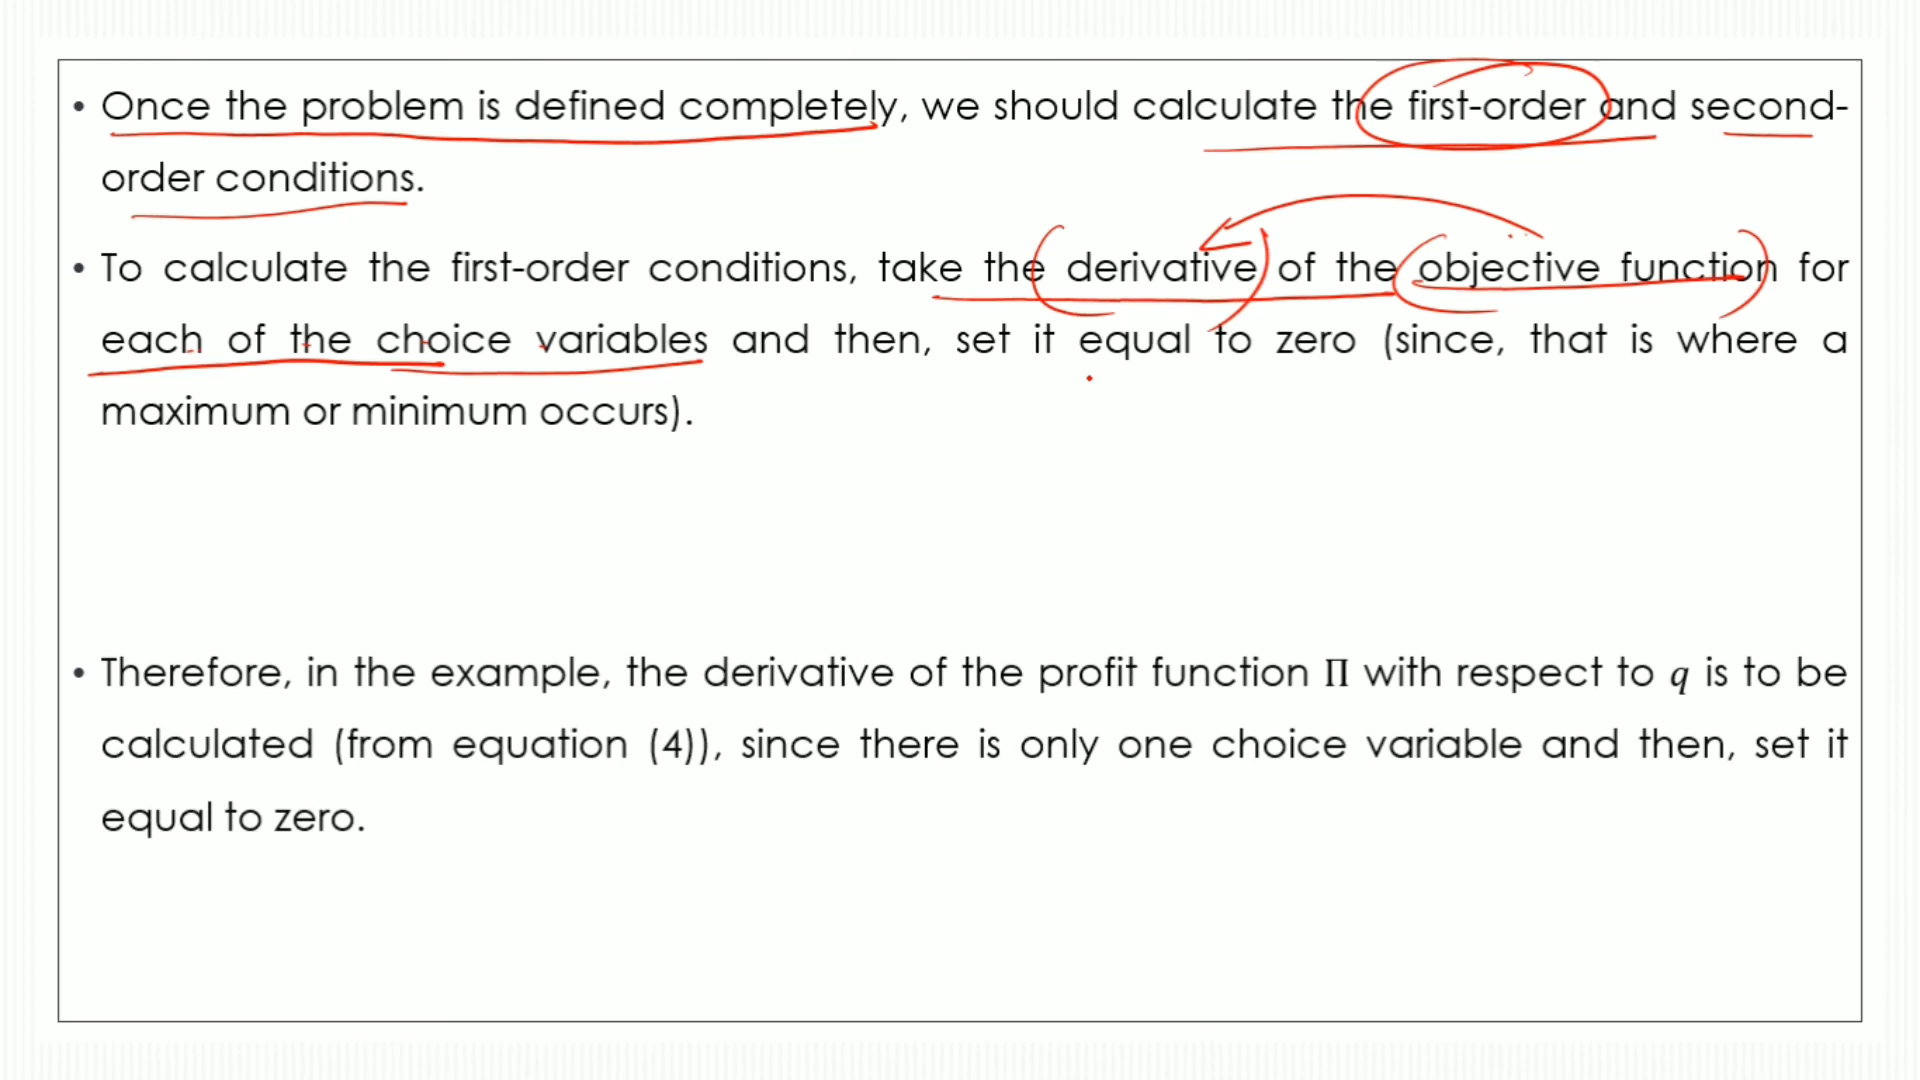 • Once the problem is defined completely, we should calculate the first-order and second-
order conditions.
• To calculate the first-order conditions, take the derivative of the objective function for
each of the choice variables and then, set it equal to zero (since, that is where a
maximum or minimum occurs).
• Therefore, in the example, the derivative of the profit function Π with respect to q is to be
calculated (from equation (4)), since there is only one choice variable and then, set it
equal to zero.